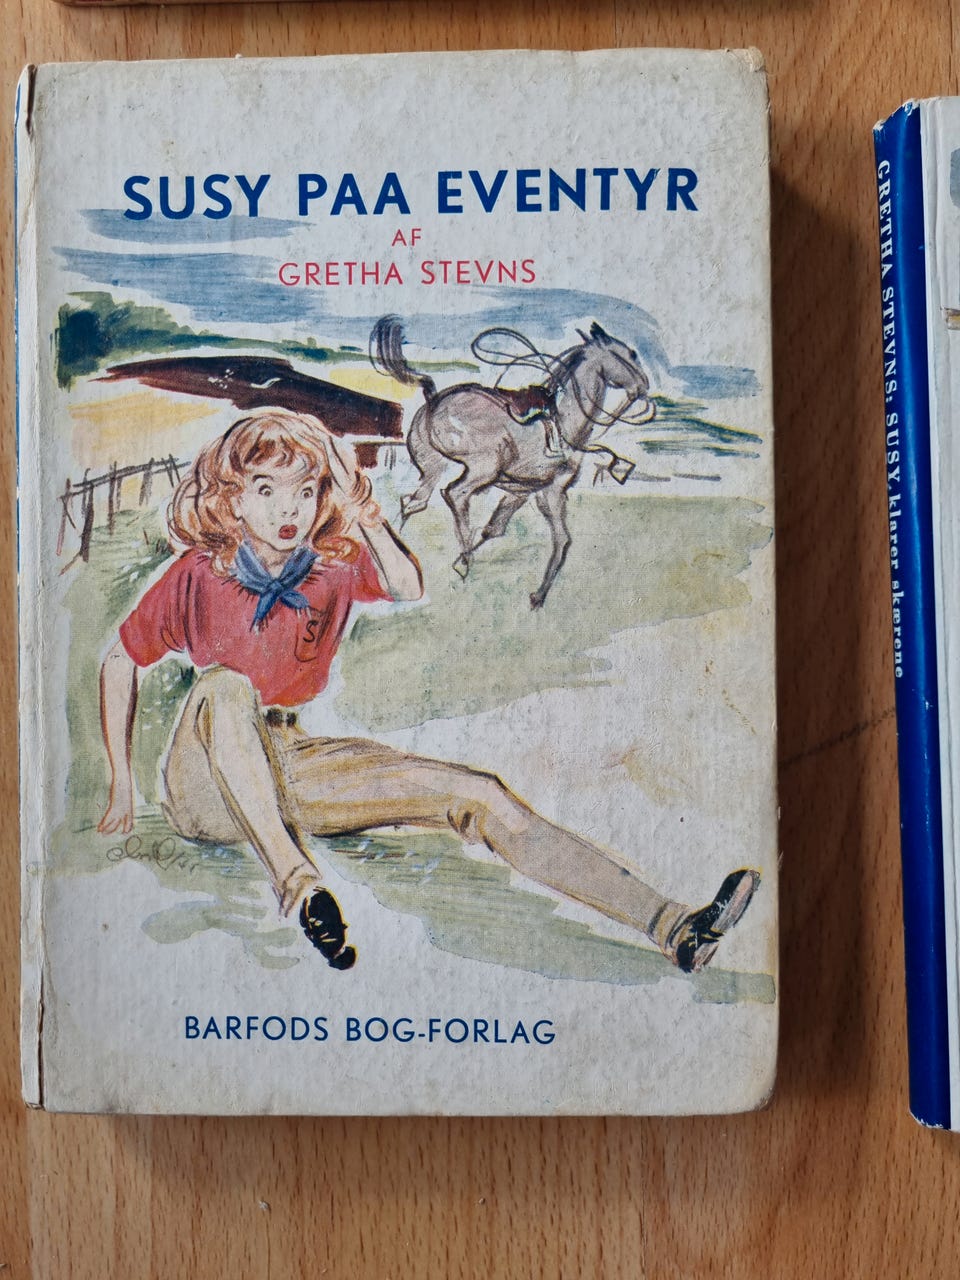 SUSY PAA EVENTYR
AF
GRETHA STEVNS
S
BARFODS BOG-FORLAG
GRETHA STEVNS: SUSY klarer skærene